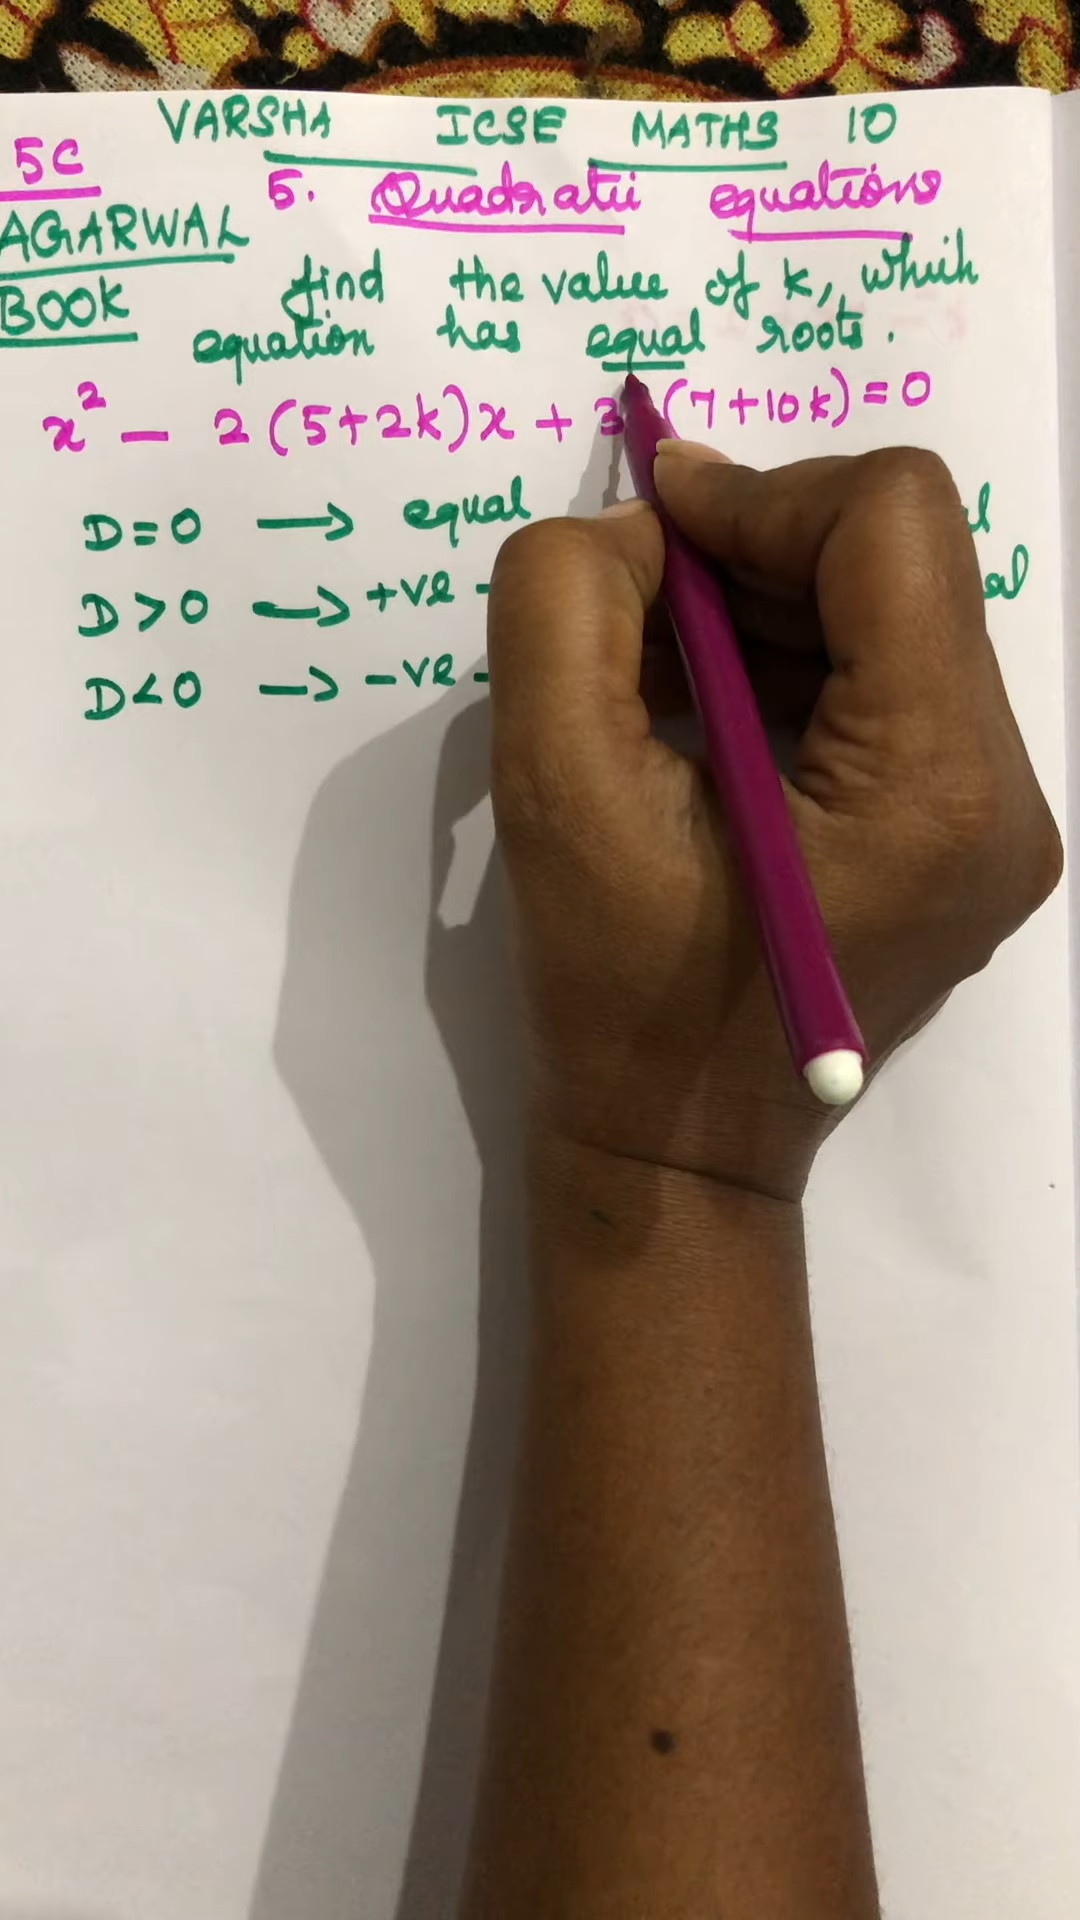 VARSHA ICSE MATHS 10
5C
5. Quadratic equations
AGARWAL
BOOK
find the value of k, which
equation has equal roots.
x² - 2(5+2k)x + 3 (7+10k)=0
D=0 → equal
D>0 → +ve -
D<0 → -ve -